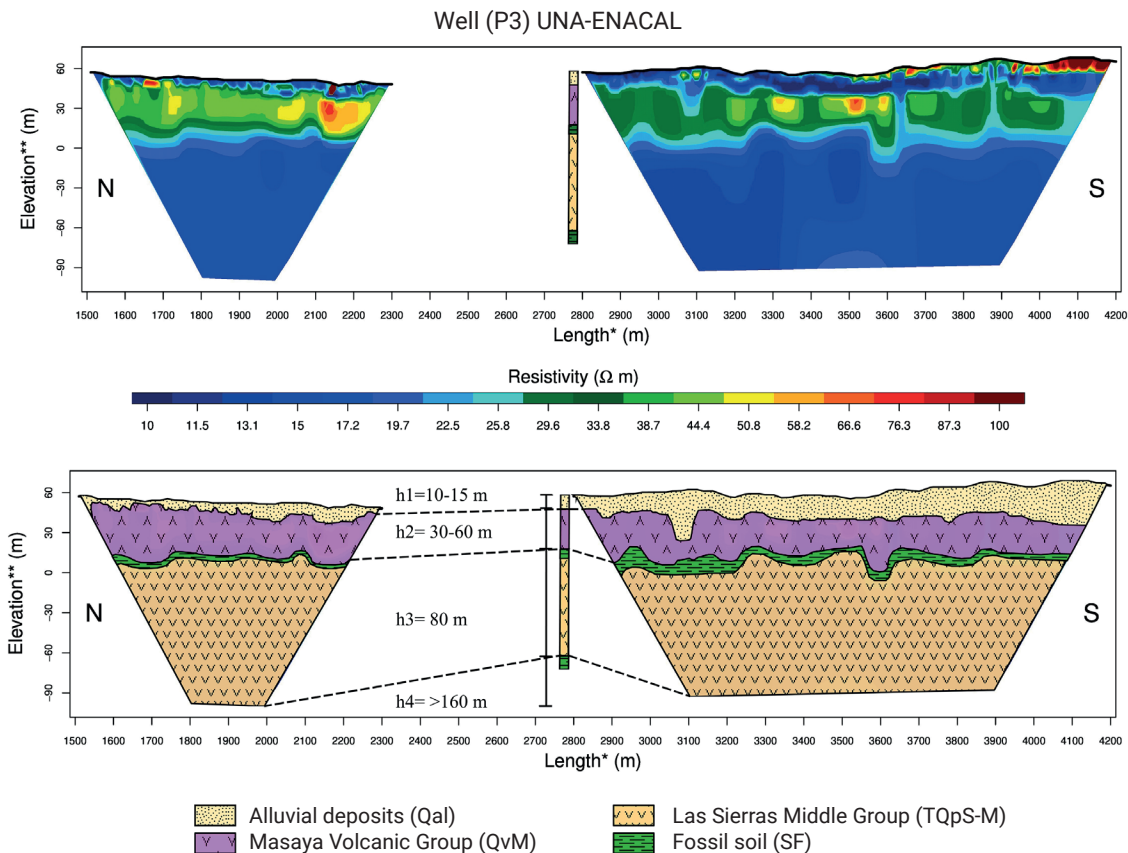 Well (P3) UNA-ENACAL
Elevation** (m)
60
30
0
-30
-60
-90
N
S
1500 1600 1700 1800 1900 2000 2100 2200 2300 2400 2500 2600 2700 2800 2900 3000 3100 3200 3300 3400 3500 3600 3700 3800 3900 4000 4100 4200
Length* (m)
Resistivity (Ω m)
10 11.5 13.1 15 17.2 19.7 22.5 25.8 29.6 33.8 38.7 44.4 50.8 58.2 66.6 76.3 87.3 100
Elevation** (m)
60
30
0
-30
-60
-90
N
h1=10-15 m
h2= 30-60 m
h3= 80 m
h4= >160 m
S
1500 1600 1700 1800 1900 2000 2100 2200 2300 2400 2500 2600 2700 2800 2900 3000 3100 3200 3300 3400 3500 3600 3700 3800 3900 4000 4100 4200
Length* (m)
Alluvial deposits (Qal)
Masaya Volcanic Group (QvM)
Las Sierras Middle Group (TQpS-M)
Fossil soil (SF)